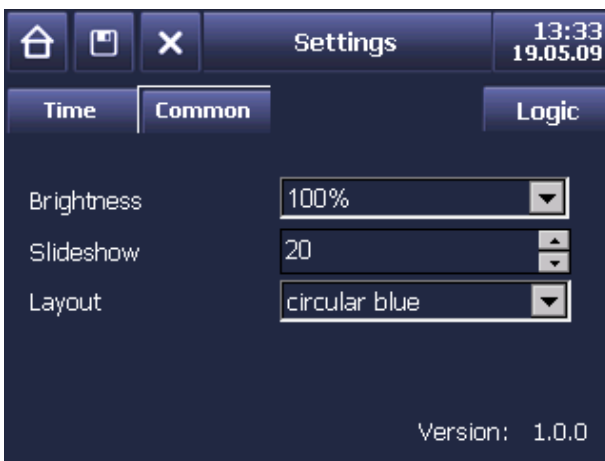 Settings
13:33
19.05.09
Time Common Logic
Brightness 100%
Slideshow 20
Layout circular blue
Version: 1.0.0